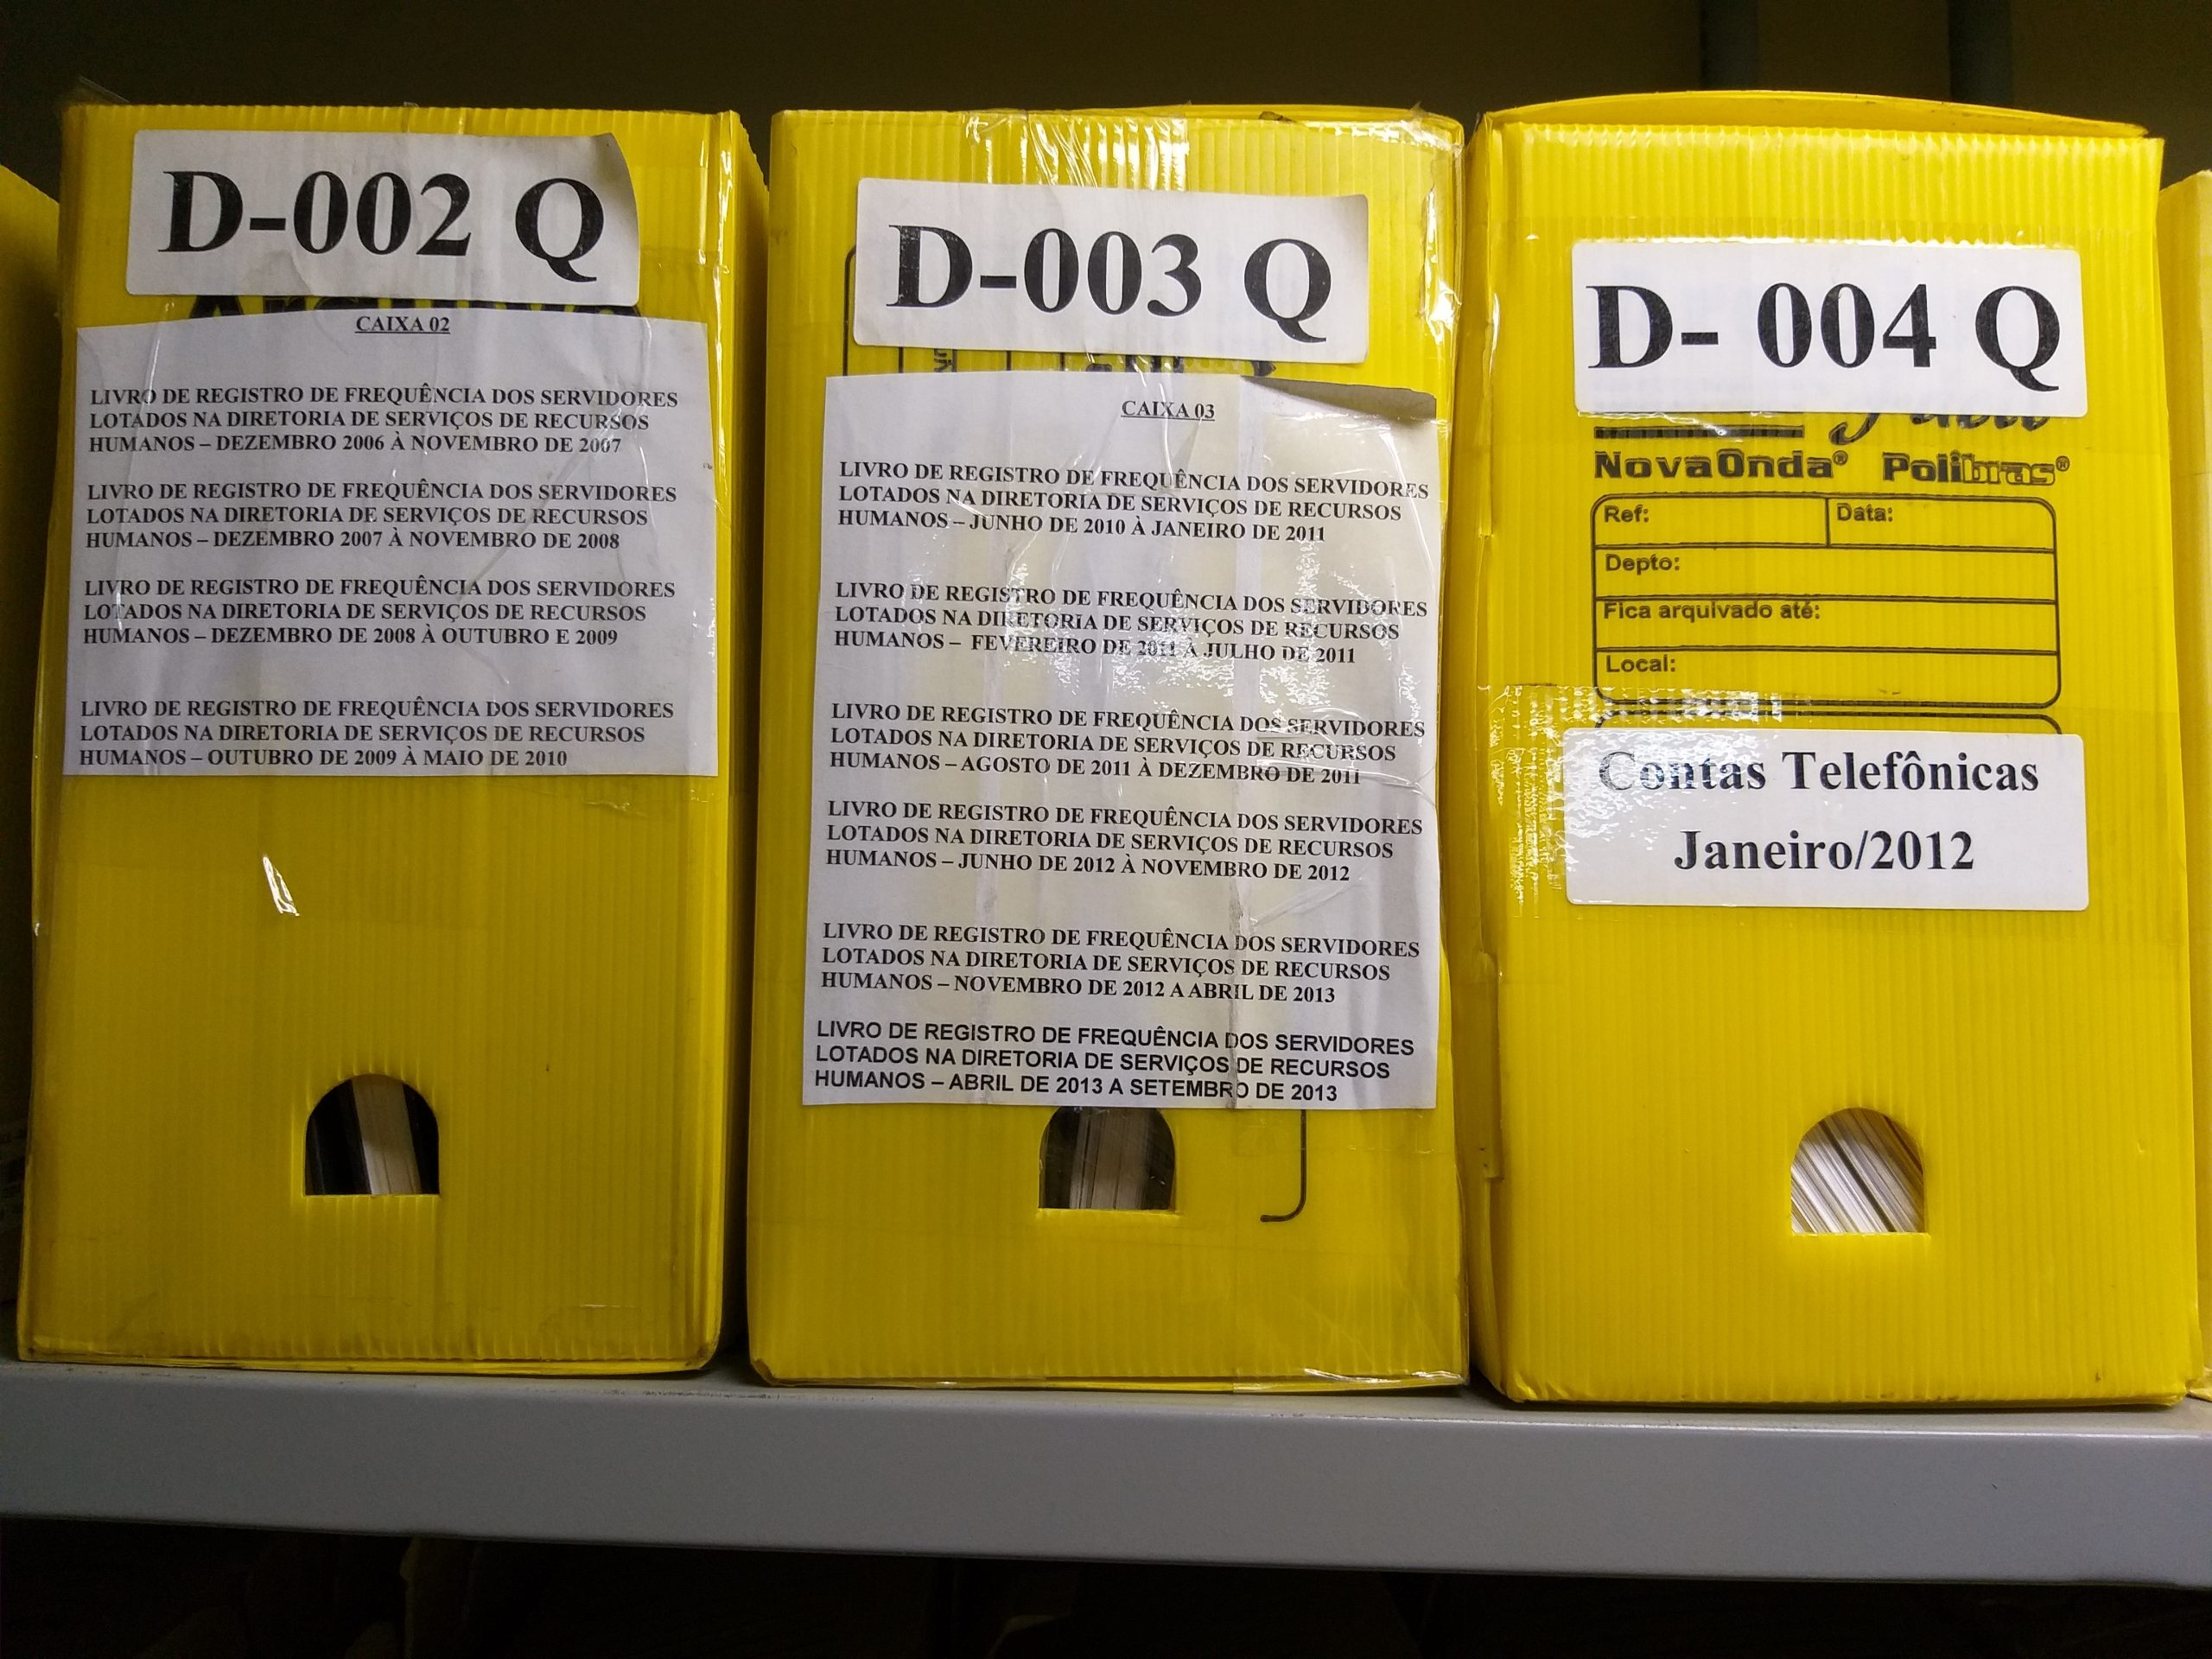 D-002 Q
CAIXA 02
LIVRO DE REGISTRO DE FREQUÊNCIA DOS SERVIDORES
LOTADOS NA DIRETORIA DE SERVIÇOS DE RECURSOS
HUMANOS – DEZEMBRO 2006 À NOVEMBRO DE 2007
LIVRO DE REGISTRO DE FREQUÊNCIA DOS SERVIDORES
LOTADOS NA DIRETORIA DE SERVIÇOS DE RECURSOS
HUMANOS – DEZEMBRO 2007 À NOVEMBRO DE 2008
LIVRO DE REGISTRO DE FREQUÊNCIA DOS SERVIDORES
LOTADOS NA DIRETORIA DE SERVIÇOS DE RECURSOS
HUMANOS – DEZEMBRO DE 2008 À OUTUBRO E 2009
LIVRO DE REGISTRO DE FREQUÊNCIA DOS SERVIDORES
LOTADOS NA DIRETORIA DE SERVIÇOS DE RECURSOS
HUMANOS – OUTUBRO DE 2009 À MAIO DE 2010
D-003 Q
CAIXA 03
LIVRO DE REGISTRO DE FREQUÊNCIA DOS SERVIDORES
LOTADOS NA DIRETORIA DE SERVIÇOS DE RECURSOS
HUMANOS – JUNHO DE 2010 À JANEIRO DE 2011
LIVRO DE REGISTRO DE FREQUÊNCIA DOS SERVIDORES
LOTADOS NA DIRETORIA DE SERVIÇOS DE RECURSOS
HUMANOS – FEVEREIRO DE 2011 À JULHO DE 2011
LIVRO DE REGISTRO DE FREQUÊNCIA DOS SERVIDORES
LOTADOS NA DIRETORIA DE SERVIÇOS DE RECURSOS
HUMANOS – AGOSTO DE 2011 À DEZEMBRO DE 2011
LIVRO DE REGISTRO DE FREQUÊNCIA DOS SERVIDORES
LOTADOS NA DIRETORIA DE SERVIÇOS DE RECURSOS
HUMANOS – JUNHO DE 2012 À NOVEMBRO DE 2012
LIVRO DE REGISTRO DE FREQUÊNCIA DOS SERVIDORES
LOTADOS NA DIRETORIA DE SERVIÇOS DE RECURSOS
HUMANOS – NOVEMBRO DE 2012 A ABRIL DE 2013
LIVRO DE REGISTRO DE FREQUÊNCIA DOS SERVIDORES
LOTADOS NA DIRETORIA DE SERVIÇOS DE RECURSOS
HUMANOS – ABRIL DE 2013 A SETEMBRO DE 2013
D- 004 Q
NovaOnda® Polibras®
Ref: Data:
Depto:
Fica arquivado até:
Local:
Contas Telefônicas
Janeiro/2012